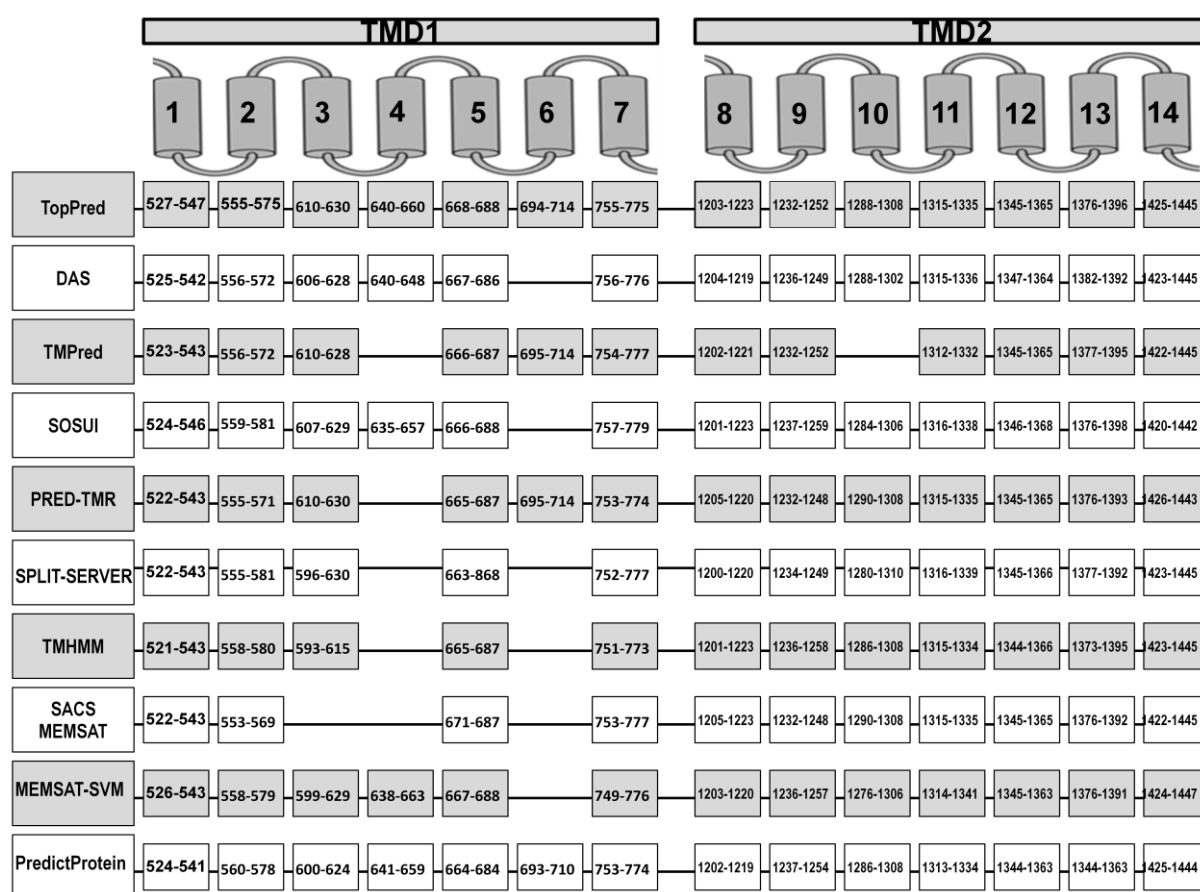 TMD1 TMD2
1 2 3 4 5 6 7 8 9 10 11 12 13 14
TopPred 527-547 555-575 610-630 640-660 668-688 694-714 755-775 1203-1223 1232-1252 1288-1308 1315-1335 1345-1365 1376-1396 1425-1445
DAS 525-542 556-572 606-628 640-648 667-686 756-776 1204-1219 1236-1249 1288-1302 1315-1336 1347-1364 1382-1392 1423-1445
TMPred 523-543 556-572 610-628 666-687 695-714 754-777 1202-1221 1232-1252 1312-1332 1345-1365 1377-1395 1422-1445
SOSUI 524-546 559-581 607-629 635-657 666-688 757-779 1201-1223 1237-1259 1284-1306 1316-1338 1346-1368 1376-1398 1420-1442
PRED-TMR 522-543 555-571 610-630 665-687 695-714 753-774 1205-1220 1232-1248 1290-1308 1315-1335 1345-1365 1376-1393 1426-1443
SPLIT-SERVER 522-543 555-581 596-630 663-868 752-777 1200-1220 1234-1249 1280-1310 1316-1339 1345-1366 1377-1392 1423-1445
TMHMM 521-543 558-580 593-615 665-687 751-773 1201-1223 1236-1258 1286-1308 1315-1334 1344-1366 1373-1395 1423-1445
SACS
MEMSAT 522-543 553-569 671-687 753-777 1205-1223 1232-1248 1290-1308 1315-1335 1345-1365 1376-1392 1422-1445
MEMSAT-SVM 526-543 558-579 599-629 638-663 667-688 749-776 1203-1220 1236-1257 1276-1306 1314-1341 1345-1363 1376-1391 1424-1447
PredictProtein 524-541 560-578 600-624 641-659 664-684 693-710 753-774 1202-1219 1237-1254 1286-1308 1313-1334 1344-1363 1344-1363 1425-1444